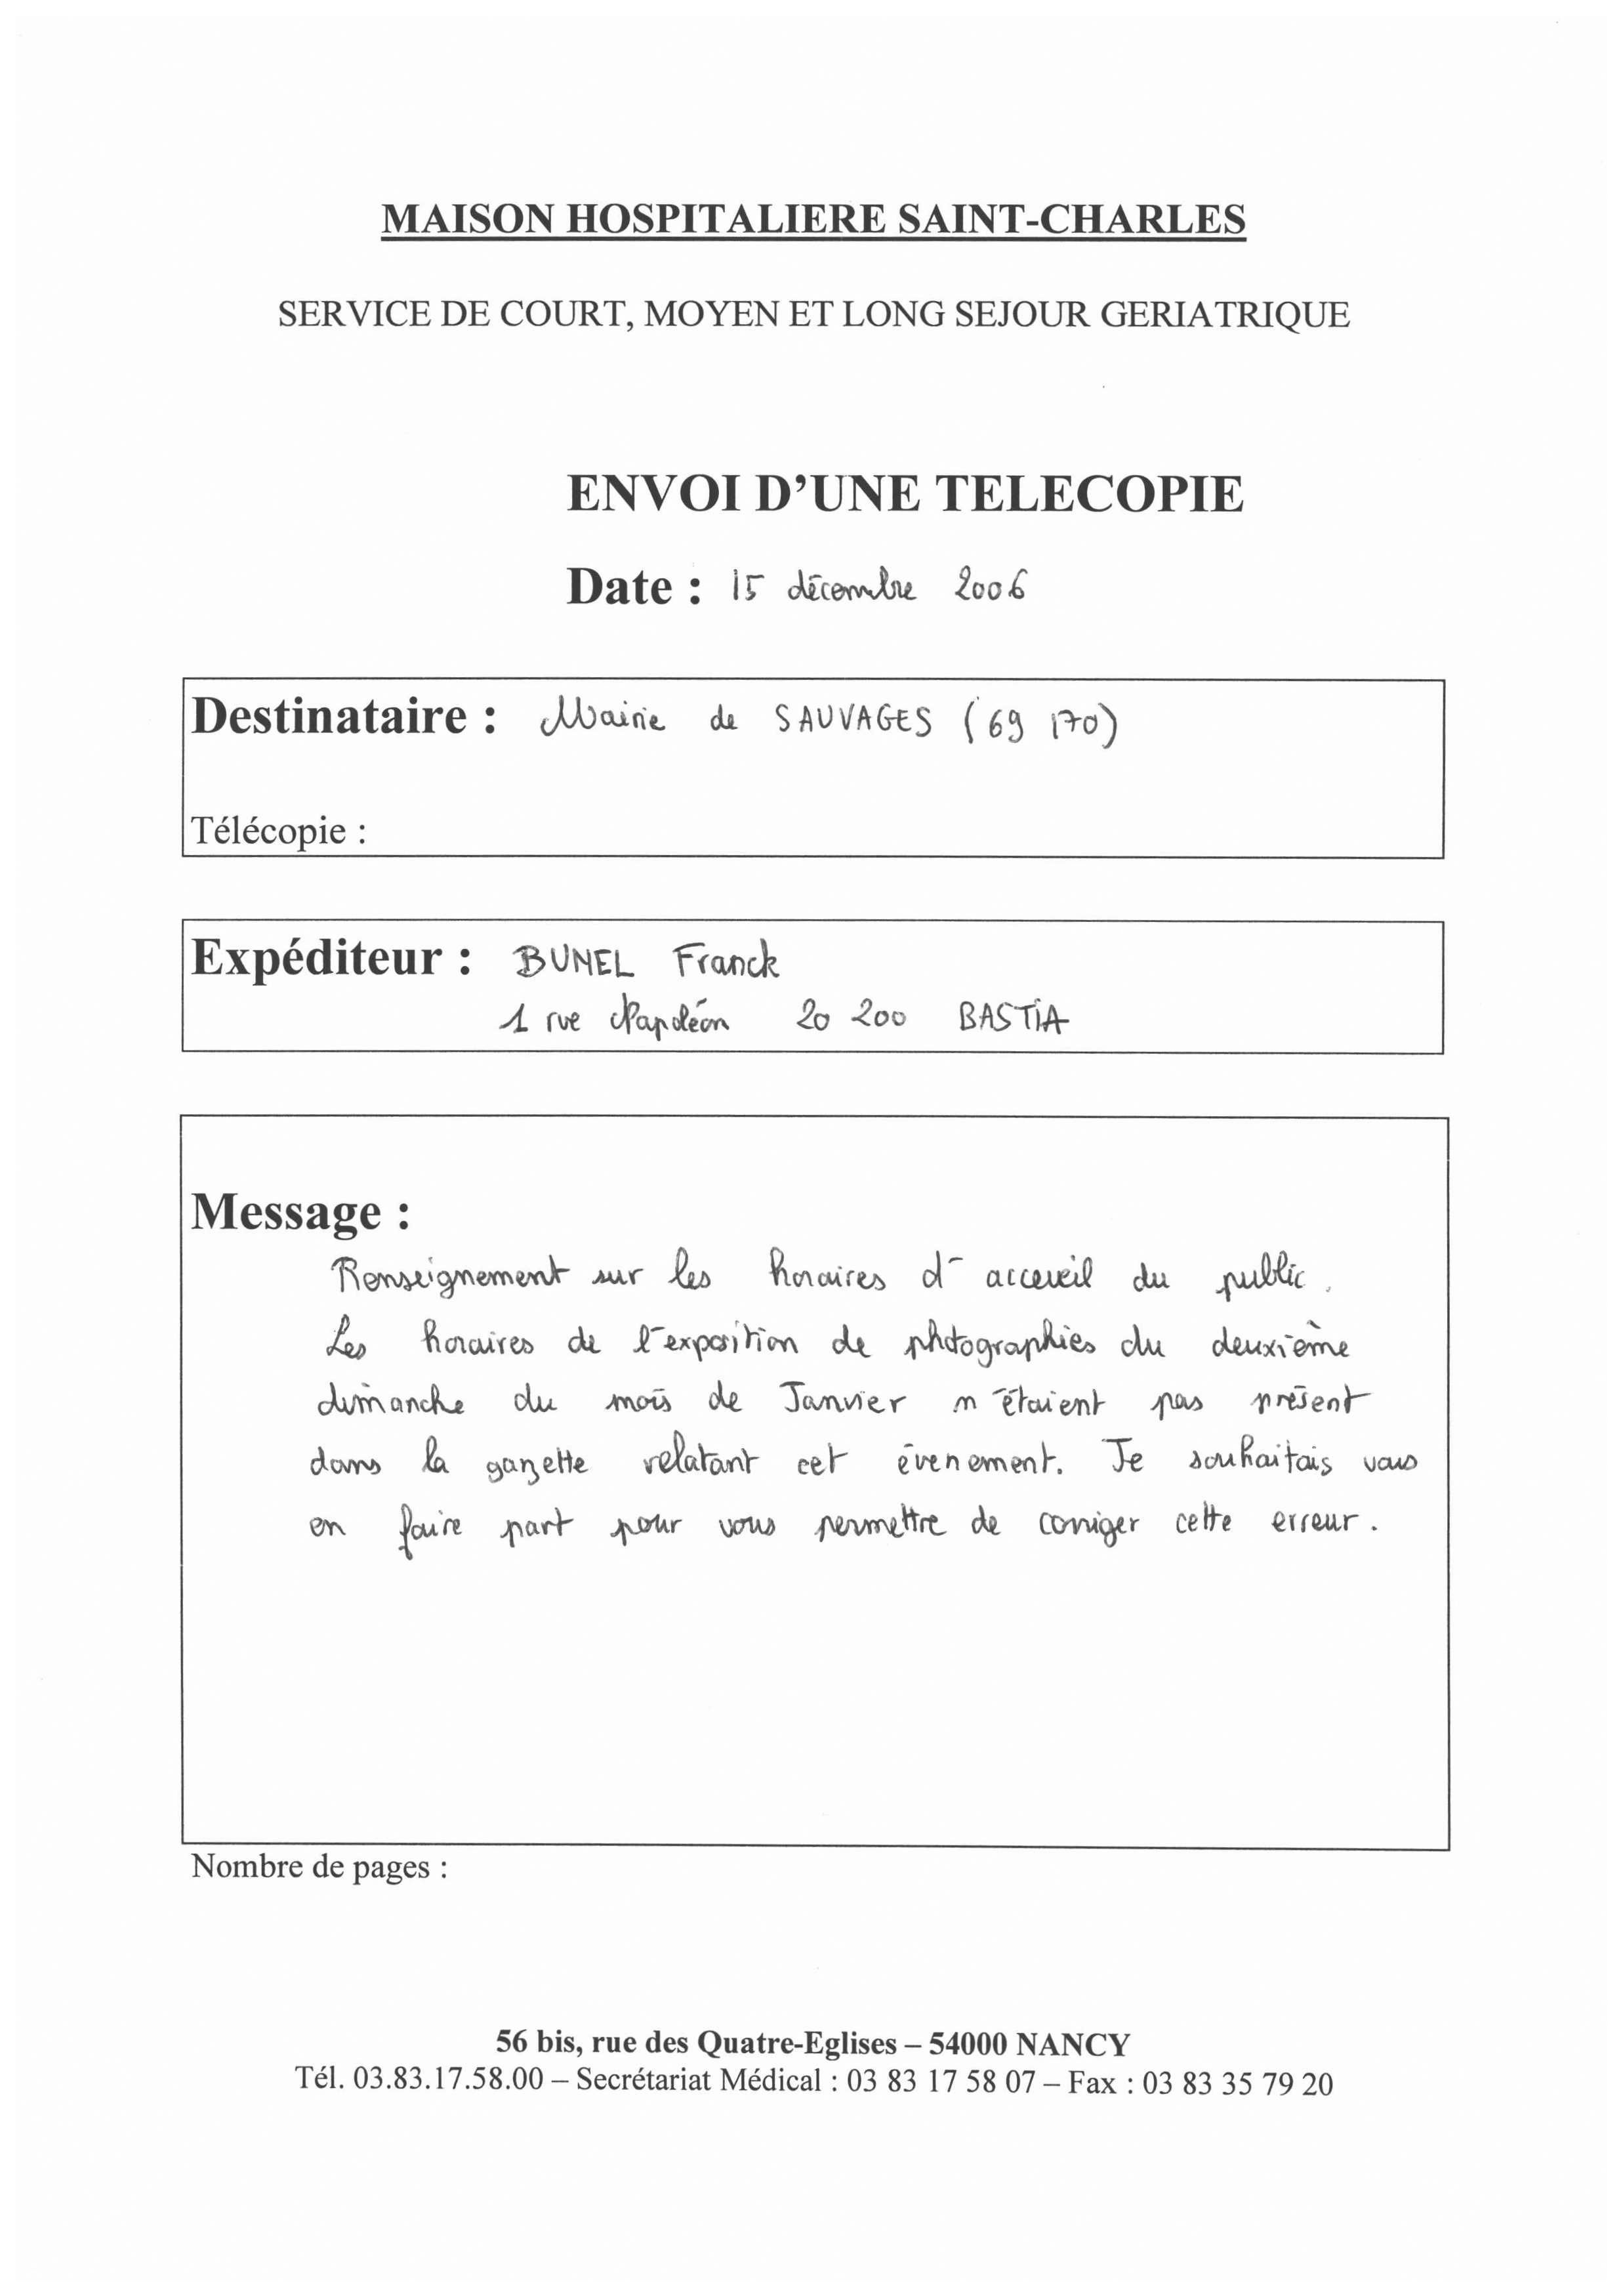 MAISON HOSPITALIERE SAINT-CHARLES
SERVICE DE COURT, MOYEN ET LONG SEJOUR GERIATRIQUE
ENVOI D'UNE TELECOPIE
Date : 15 décembre 2006
Destinataire : Mairie de SAUVAGES (69 170)
Télécopie :
Expéditeur : BUNEL Franck
1 rue Napoléon 20 200 BASTIA
Message :
Renseignement sur les horaires d'acceuil du public.
Les horaires de l'exposition de photographies du deuxième
dimanche du mois de Janvier n'étaient pas présent
dans la gazette relatant cet évenement. Je souhaitais vous
en faire part pour vous permettre de corriger cette erreur.
Nombre de pages :
56 bis, rue des Quatre-Eglises – 54000 NANCY
Tél. 03.83.17.58.00 – Secrétariat Médical : 03 83 17 58 07 – Fax : 03 83 35 79 20